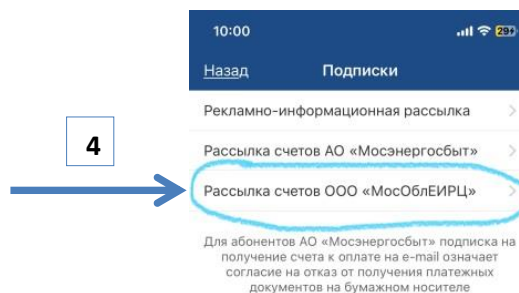 10:00
29
Назад Подписки
Рекламно-информационная рассылка
Рассылка счетов АО «Мосэнергосбыт»
4
Рассылка счетов ООО «МосОблЕИРЦ»
Для абонентов АО «Мосэнергосбыт» подписка на
получение счета к оплате на e-mail означает
согласие на отказ от получения платежных
документов на бумажном носителе